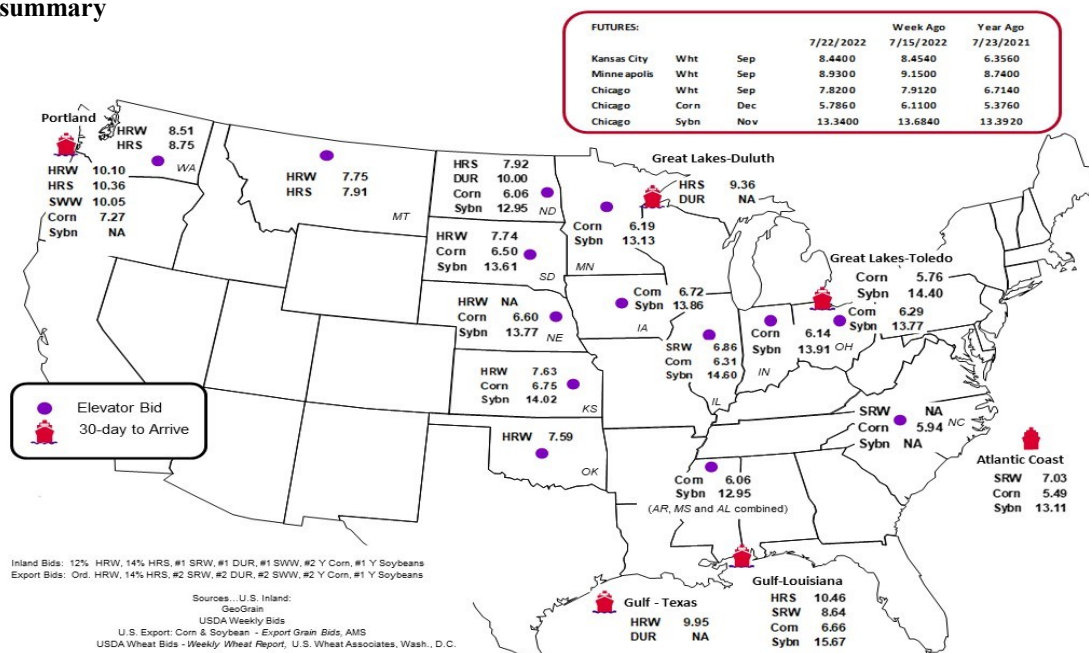 summary
FUTURES: Week Ago Year Ago
7/22/2022 7/15/2022 7/23/2021
Kansas City Wht Sep 8.4400 8.4540 6.3560
Minneapolis Wht Sep 8.9300 9.1500 8.7400
Chicago Wht Sep 7.8200 7.9120 6.7140
Chicago Corn Dec 5.7860 6.1100 5.3760
Chicago Sybn Nov 13.3400 13.6840 13.3920
Portland
HRW 8.51
HRS 8.75
WA
HRW 10.10
HRS 10.36
SWW 10.05
Corn 7.27
Sybn NA
HRW 7.75
HRS 7.91
MT
HRS 7.92
DUR 10.00
Corn 6.06
Sybn 12.95
ND
Great Lakes-Duluth
HRS 9.36
DUR NA
Corn 6.19
Sybn 13.13
MN
HRW 7.74
Corn 6.50
Sybn 13.61
SD
Great Lakes-Toledo
Corn 5.76
Sybn 14.40
Corn 6.29
Sybn 13.77
OH
HRW NA
Corn 6.60
Sybn 13.77
NE
Corn 6.72
Sybn 13.86
IA
SRW 6.86
Corn 6.31
Sybn 14.60
IL
Corn 6.14
Sybn 13.91
IN
HRW 7.63
Corn 6.75
Sybn 14.02
KS
Elevator Bid
30-day to Arrive
HRW 7.59
OK
SRW NA
Corn 5.94
Sybn NA
NC
Corn 6.06
Sybn 12.95
(AR, MS and AL combined)
Atlantic Coast
SRW 7.03
Corn 5.49
Sybn 13.11
Gulf-Louisiana
HRS 10.46
SRW 8.64
Corn 6.66
Sybn 15.67
Gulf - Texas
HRW 9.95
DUR NA
Inland Bids: 12% HRW, 14% HRS, #1 SRW, #1 DUR, #1 SWW, #2 Y Corn, #1 Y Soybeans
Export Bids: Ord. HRW, 14% HRS, #2 SRW, #2 DUR, #2 SWW, #2 Y Corn, #1 Y Soybeans
Sources...U.S. Inland:
GeoGrain
USDA Weekly Bids
U.S. Export: Corn & Soybean - Export Grain Bids, AMS
USDA Wheat Bids - Weekly Wheat Report, U.S. Wheat Associates, Wash., D.C.